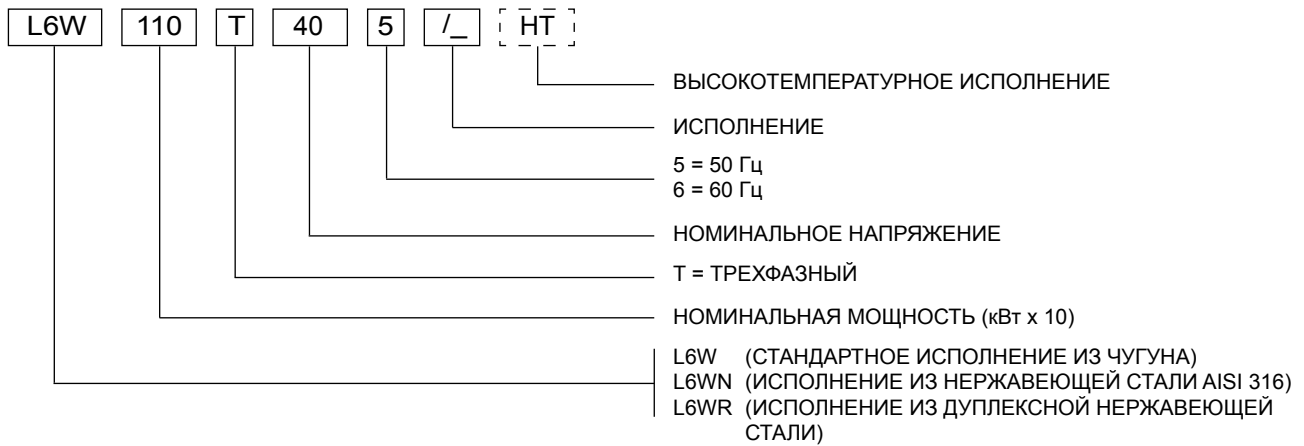 L6W 110 T 40 5 /_ HT
ВЫСОКОТЕМПЕРАТУРНОЕ ИСПОЛНЕНИЕ
ИСПОЛНЕНИЕ
5 = 50 Гц
6 = 60 Гц
НОМИНАЛЬНОЕ НАПРЯЖЕНИЕ
Т = ТРЕХФАЗНЫЙ
НОМИНАЛЬНАЯ МОЩНОСТЬ (кВт x 10)
L6W (СТАНДАРТНОЕ ИСПОЛНЕНИЕ ИЗ ЧУГУНА)
L6WN (ИСПОЛНЕНИЕ ИЗ НЕРЖАВЕЮЩЕЙ СТАЛИ AISI 316)
L6WR (ИСПОЛНЕНИЕ ИЗ ДУПЛЕКСНОЙ НЕРЖАВЕЮЩЕЙ
СТАЛИ)